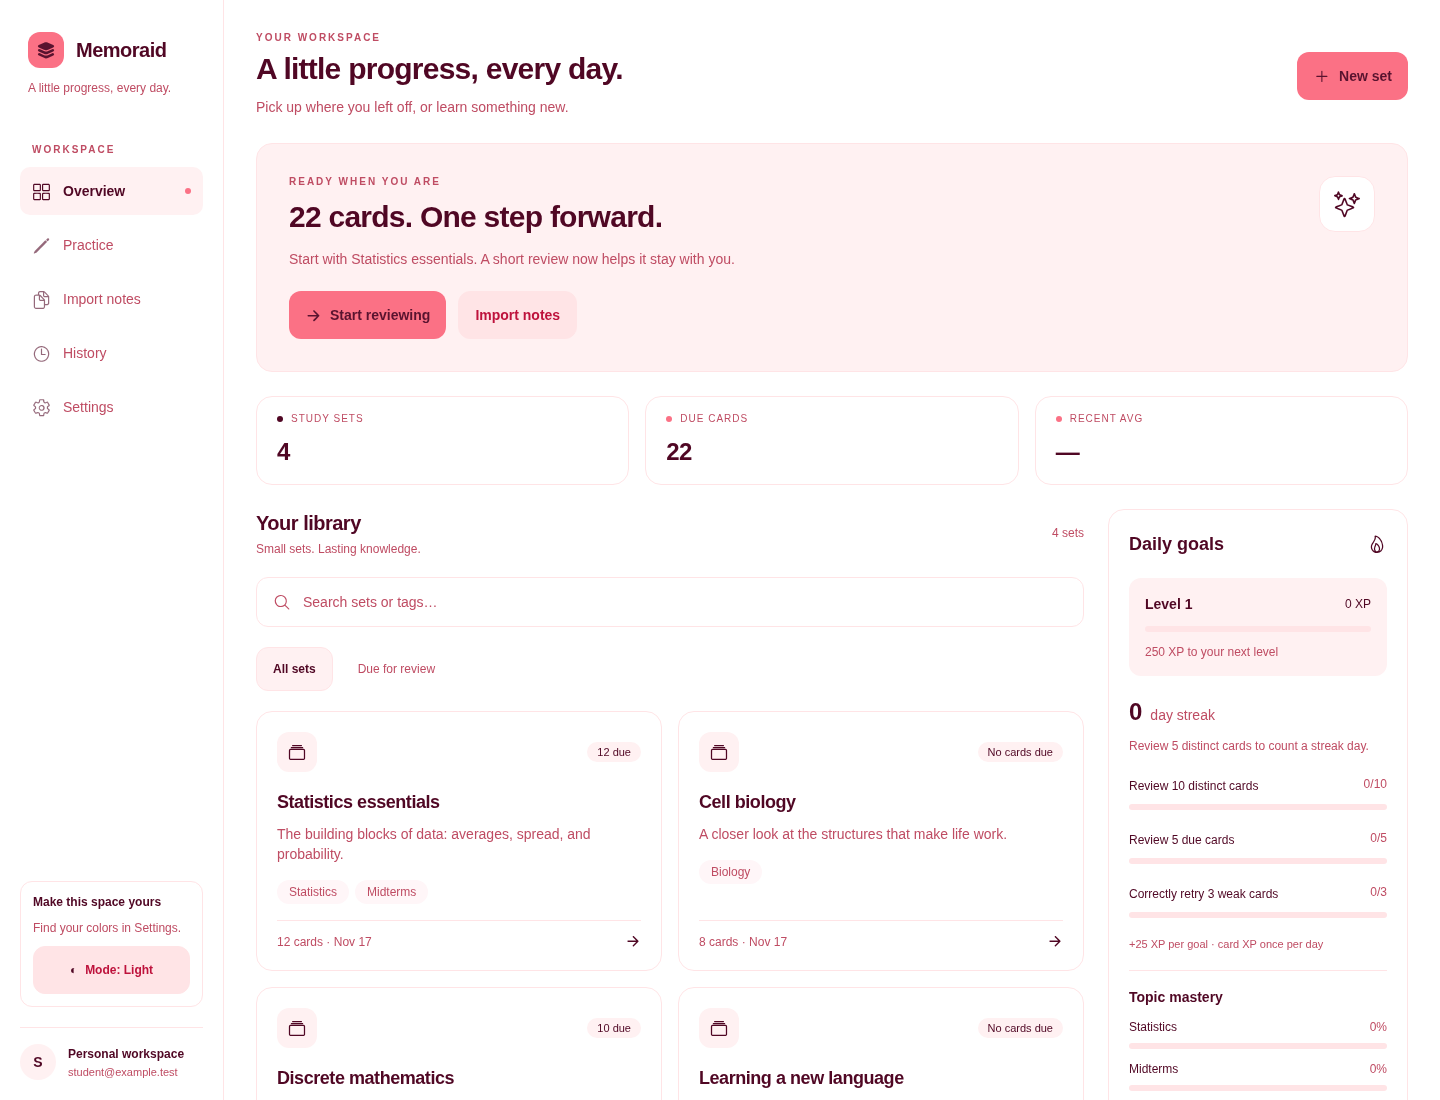 Memoraid
A little progress, every day.
WORKSPACE
Overview
Practice
Import notes
History
Settings
Make this space yours
Find your colors in Settings.
Mode: Light
S
Personal workspace
student@example.test
YOUR WORKSPACE
A little progress, every day.
Pick up where you left off, or learn something new.
New set
READY WHEN YOU ARE
22 cards. One step forward.
Start with Statistics essentials. A short review now helps it stay with you.
Start reviewing
Import notes
STUDY SETS
4
DUE CARDS
22
RECENT AVG
—
Your library
Small sets. Lasting knowledge.
4 sets
Search sets or tags…
All sets
Due for review
12 due
Statistics essentials
The building blocks of data: averages, spread, and
probability.
Statistics
Midterms
12 cards · Nov 17
No cards due
Cell biology
A closer look at the structures that make life work.
Biology
8 cards · Nov 17
10 due
Discrete mathematics
No cards due
Learning a new language
Daily goals
Level 1
0 XP
250 XP to your next level
0 day streak
Review 5 distinct cards to count a streak day.
Review 10 distinct cards
0/10
Review 5 due cards
0/5
Correctly retry 3 weak cards
0/3
+25 XP per goal · card XP once per day
Topic mastery
Statistics
0%
Midterms
0%